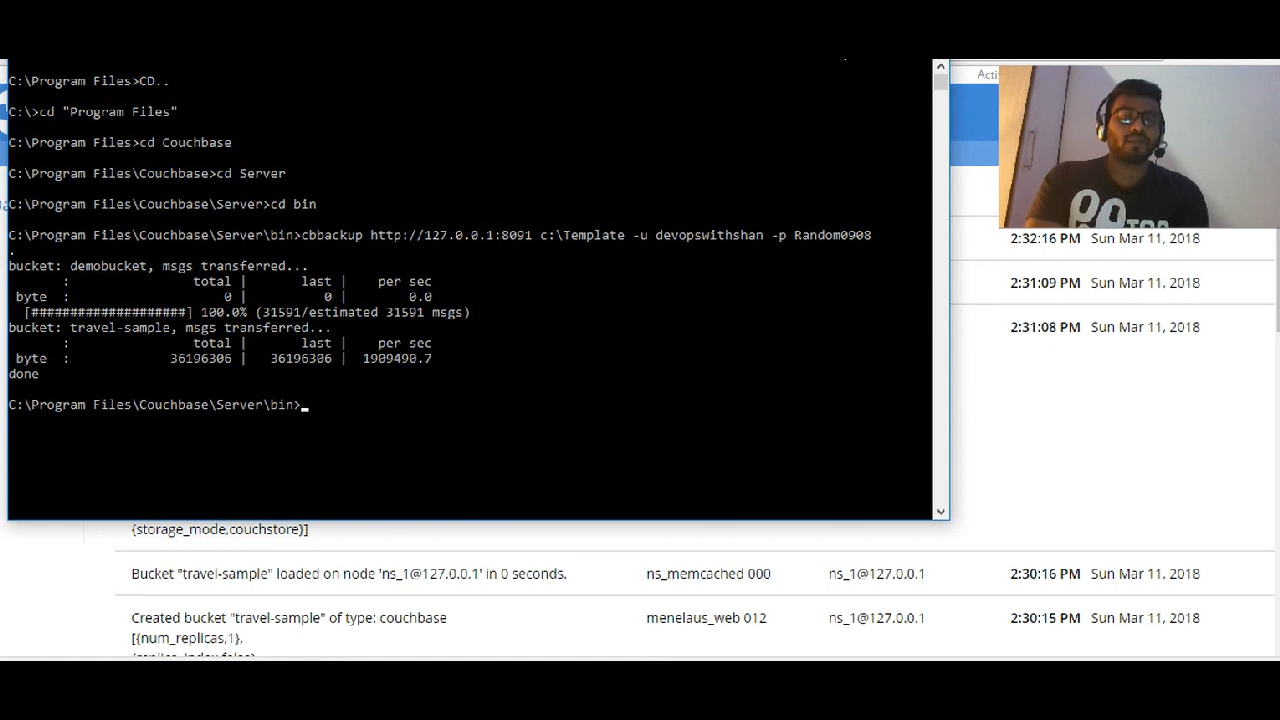 C:\Program Files>CD..
C:\>cd "Program Files"
C:\Program Files>cd Couchbase
C:\Program Files\Couchbase>cd Server
C:\Program Files\Couchbase\Server>cd bin
C:\Program Files\Couchbase\Server\bin>cbbackup http://127.0.0.1:8091 c:\Template -u devopswithshan -p Random0908
.
bucket: demobucket, msgs transferred...
: total | last | per sec
byte : 0 | 0 | 0.0
[####################] 100.0% (31591/estimated 31591 msgs)
bucket: travel-sample, msgs transferred...
: total | last | per sec
byte : 36196306 | 36196306 | 1909490.7
done
C:\Program Files\Couchbase\Server\bin>
2:32:16 PM Sun Mar 11, 2018
2:31:09 PM Sun Mar 11, 2018
2:31:08 PM Sun Mar 11, 2018
{storage_mode,couchstore}]
Bucket "travel-sample" loaded on node 'ns_1@127.0.0.1' in 0 seconds. ns_memcached 000 ns_1@127.0.0.1 2:30:16 PM Sun Mar 11, 2018
Created bucket "travel-sample" of type: couchbase menelaus_web 012 ns_1@127.0.0.1 2:30:15 PM Sun Mar 11, 2018
[{num_replicas,1},